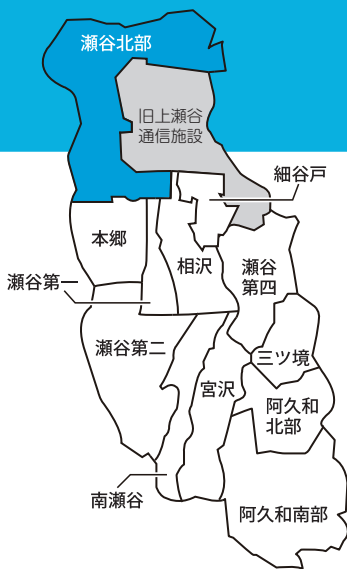 瀬谷北部
旧上瀬谷
通信施設
細谷戸
本郷
相沢
瀬谷
第四
瀬谷第一
瀬谷第二
三ツ境
宮沢
阿久和
北部
南瀬谷
阿久和南部